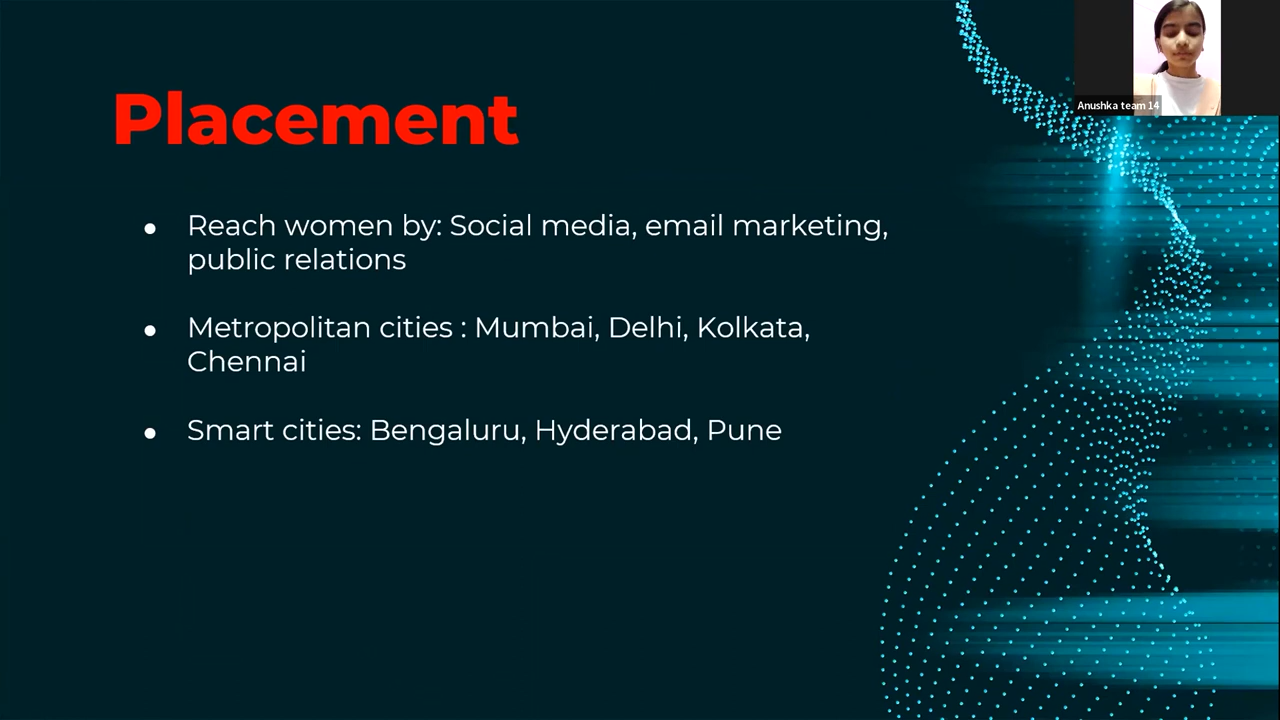 Placement
● Reach women by: Social media, email marketing,
public relations
● Metropolitan cities : Mumbai, Delhi, Kolkata,
Chennai
● Smart cities: Bengaluru, Hyderabad, Pune
Anushka team 14